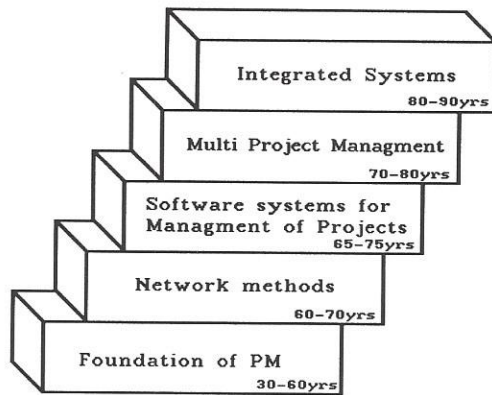 Integrated Systems
80-90yrs
Multi Project Managment
70-80yrs
Software systems for
Managment of Projects
65-75yrs
Network methods
60-70yrs
Foundation of PM
30-60yrs